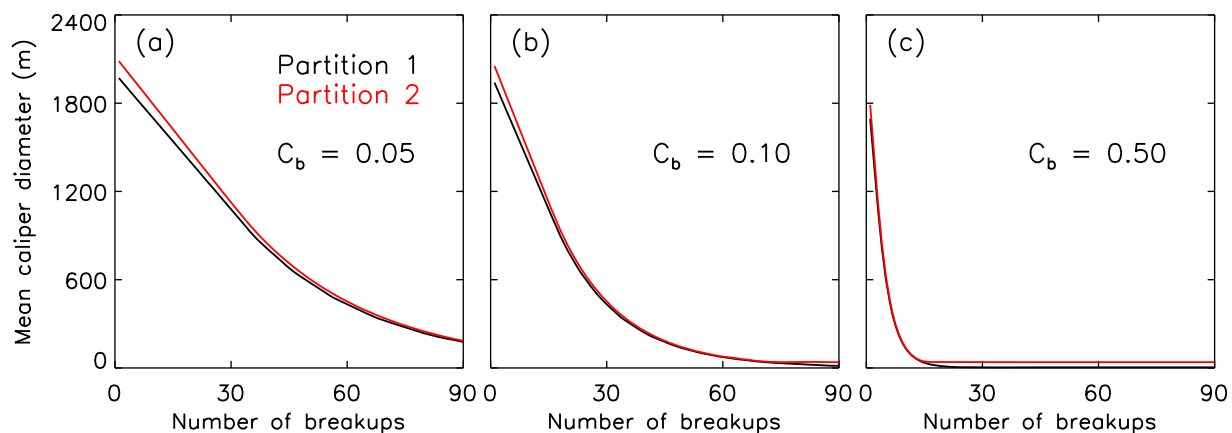 Mean caliper diameter (m)
2400
1800
1200
600
0
(a)
Partition 1
Partition 2
C_b = 0.05
0 30 60 90
Number of breakups
(b)
C_b = 0.10
0 30 60 90
Number of breakups
(c)
C_b = 0.50
0 30 60 90
Number of breakups